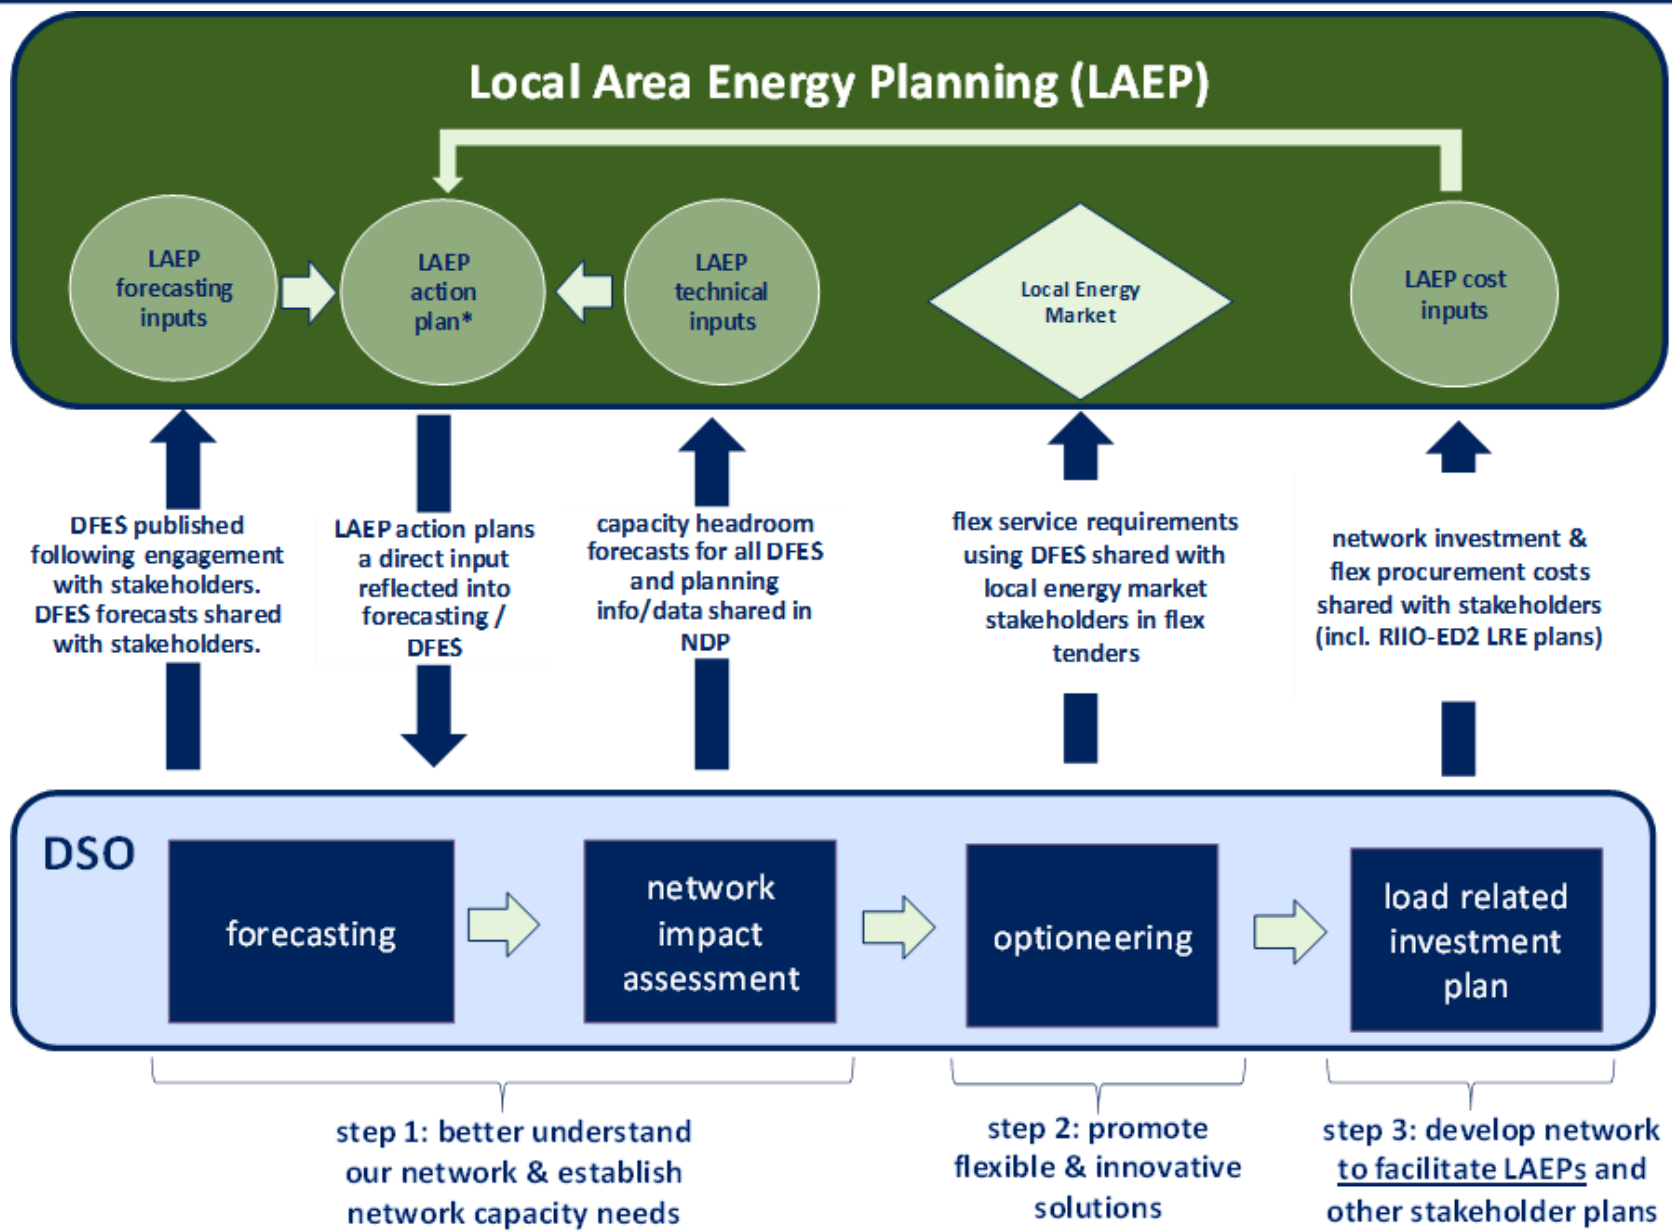 Local Area Energy Planning (LAEP)
LAEP
forecasting
inputs
LAEP
action
plan*
LAEP
technical
inputs
Local Energy
Market
LAEP cost
inputs
DFES published
following engagement
with stakeholders.
DFES forecasts shared
with stakeholders.
LAEP action plans
a direct input
reflected into
forecasting /
DFES
capacity headroom
forecasts for all DFES
and planning
info/data shared in
NDP
flex service requirements
using DFES shared with
local energy market
stakeholders in flex
tenders
network investment &
flex procurement costs
shared with stakeholders
(incl. RIIO-ED2 LRE plans)
DSO
forecasting
network
impact
assessment
optioneering
load related
investment
plan
step 1: better understand
our network & establish
network capacity needs
step 2: promote
flexible & innovative
solutions
step 3: develop network
to facilitate LAEPs and
other stakeholder plans